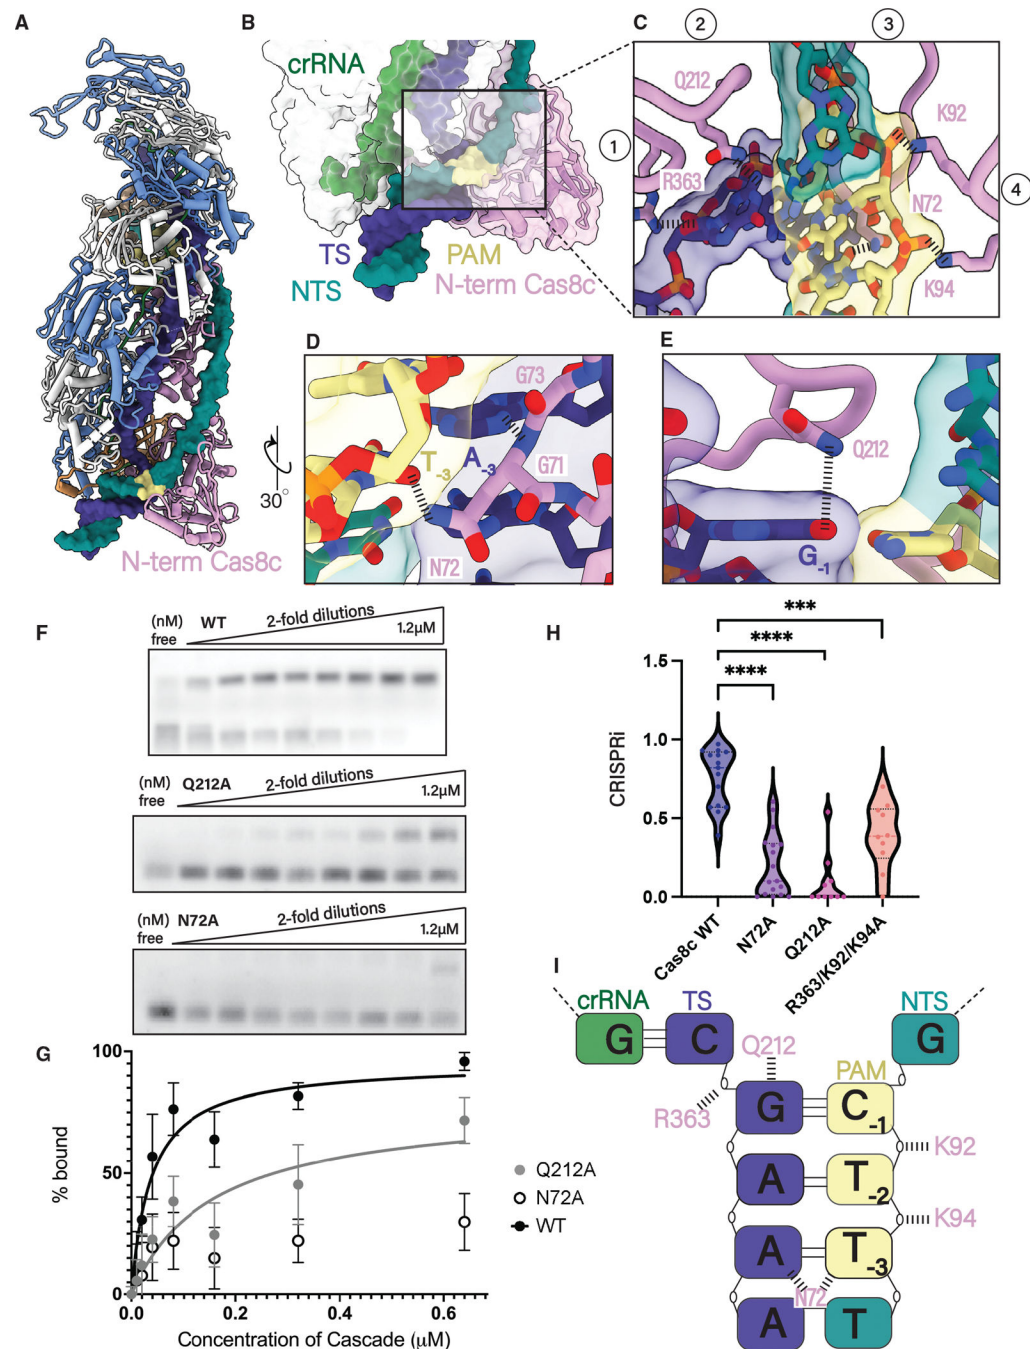 A
B
C
crRNA
TS
NTS
PAM
N-term Cas8c
N-term Cas8c
30°
1
2
3
4
Q212
R363
K92
N72
K94
D
G73
T-3
A-3
G71
N72
E
Q212
G-1
F
(nM)
free
WT
2-fold dilutions
1.2µM
(nM)
free
Q212A
2-fold dilutions
1.2µM
(nM)
free
N72A
2-fold dilutions
1.2µM
G
100
50
0
% bound
0.0
0.2
0.4
0.6
Concentration of Cascade (µM)
Q212A
N72A
WT
H
***
****
****
1.5
1.0
0.5
0.0
CRISPRi
Cas8c WT
N72A
Q212A
R363/K92/K94A
I
crRNA
TS
NTS
G
C
G
Q212
PAM
R363
G
C-1
K92
A
T-2
K94
A
T-3
N72
A
T